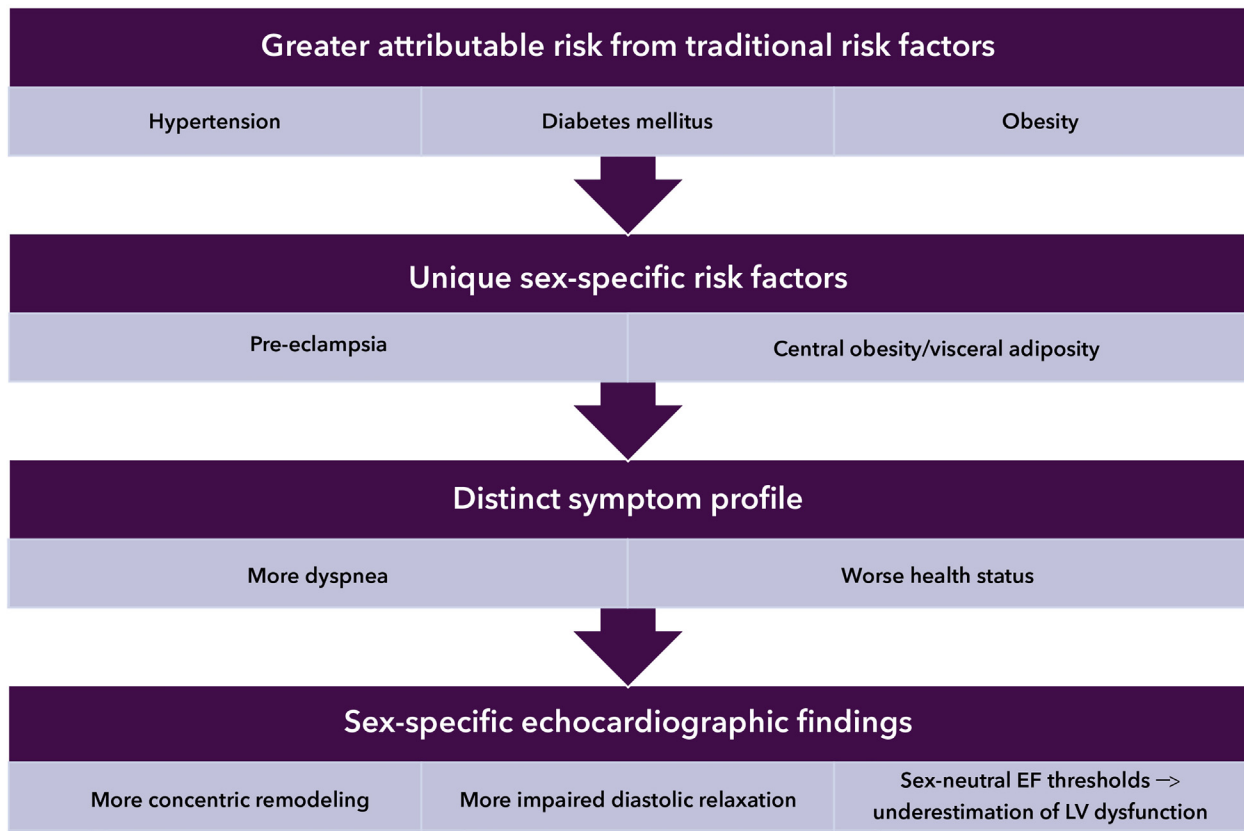 Greater attributable risk from traditional risk factors
Hypertension
Diabetes mellitus
Obesity
Unique sex-specific risk factors
Pre-eclampsia
Central obesity/visceral adiposity
Distinct symptom profile
More dyspnea
Worse health status
Sex-specific echocardiographic findings
More concentric remodeling
More impaired diastolic relaxation
Sex-neutral EF thresholds —>
underestimation of LV dysfunction